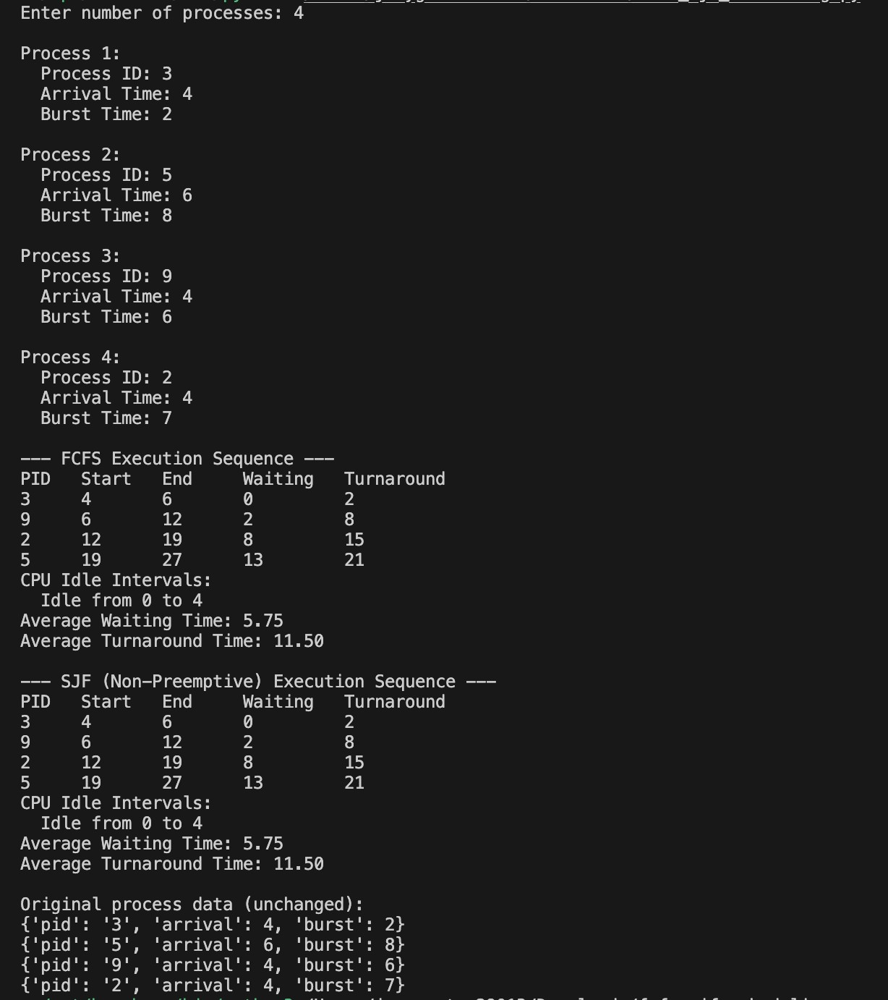 Enter number of processes: 4
Process 1:
Process ID: 3
Arrival Time: 4
Burst Time: 2
Process 2:
Process ID: 5
Arrival Time: 6
Burst Time: 8
Process 3:
Process ID: 9
Arrival Time: 4
Burst Time: 6
Process 4:
Process ID: 2
Arrival Time: 4
Burst Time: 7
--- FCFS Execution Sequence ---
PID Start End Waiting Turnaround
3 4 6 0 2
9 6 12 2 8
2 12 19 8 15
5 19 27 13 21
CPU Idle Intervals:
Idle from 0 to 4
Average Waiting Time: 5.75
Average Turnaround Time: 11.50
--- SJF (Non-Preemptive) Execution Sequence ---
PID Start End Waiting Turnaround
3 4 6 0 2
9 6 12 2 8
2 12 19 8 15
5 19 27 13 21
CPU Idle Intervals:
Idle from 0 to 4
Average Waiting Time: 5.75
Average Turnaround Time: 11.50
Original process data (unchanged):
{'pid': '3', 'arrival': 4, 'burst': 2}
{'pid': '5', 'arrival': 6, 'burst': 8}
{'pid': '9', 'arrival': 4, 'burst': 6}
{'pid': '2', 'arrival': 4, 'burst': 7}